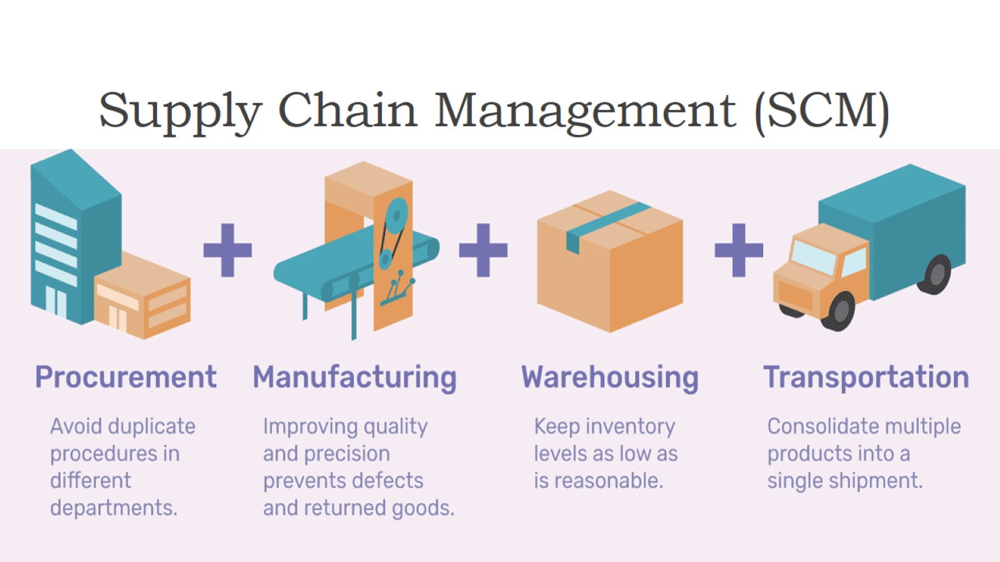 Supply Chain Management (SCM)
Procurement
Avoid duplicate
procedures in
different
departments.
Manufacturing
Improving quality
and precision
prevents defects
and returned goods.
Warehousing
Keep inventory
levels as low as
is reasonable.
Transportation
Consolidate multiple
products into a
single shipment.